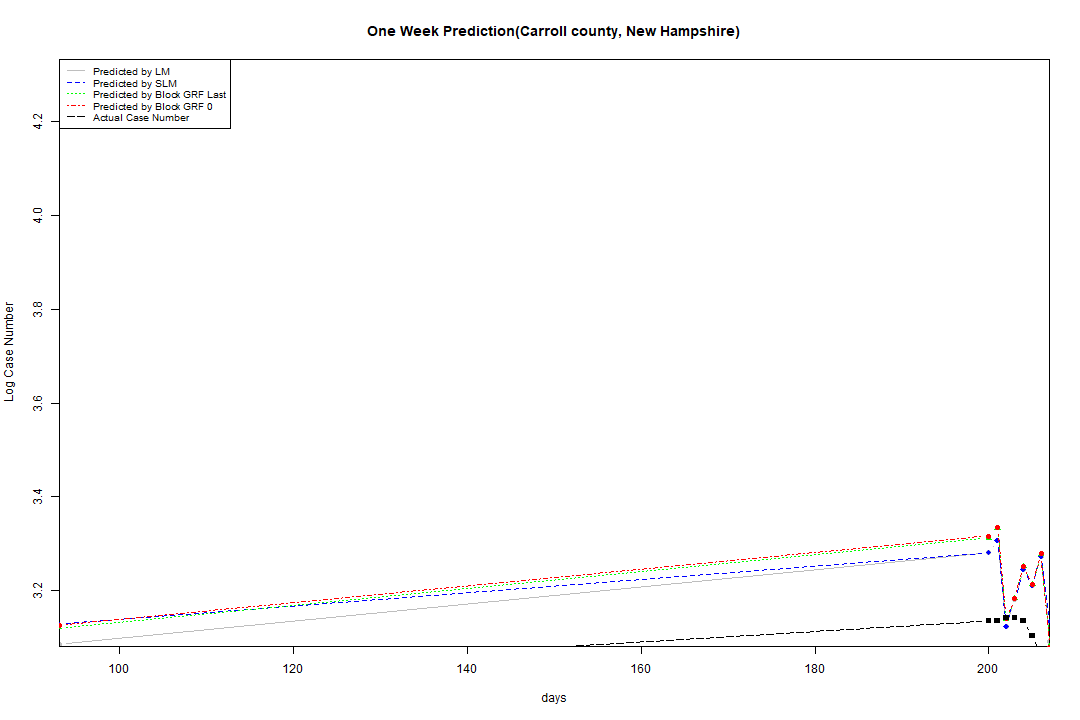 One Week Prediction(Carroll county, New Hampshire)
Predicted by LM
Predicted by SLM
Predicted by Block GRF Last
Predicted by Block GRF 0
Actual Case Number
4.2
4.0
3.8
3.6
3.4
3.2
Log Case Number
100 120 140 160 180 200
days